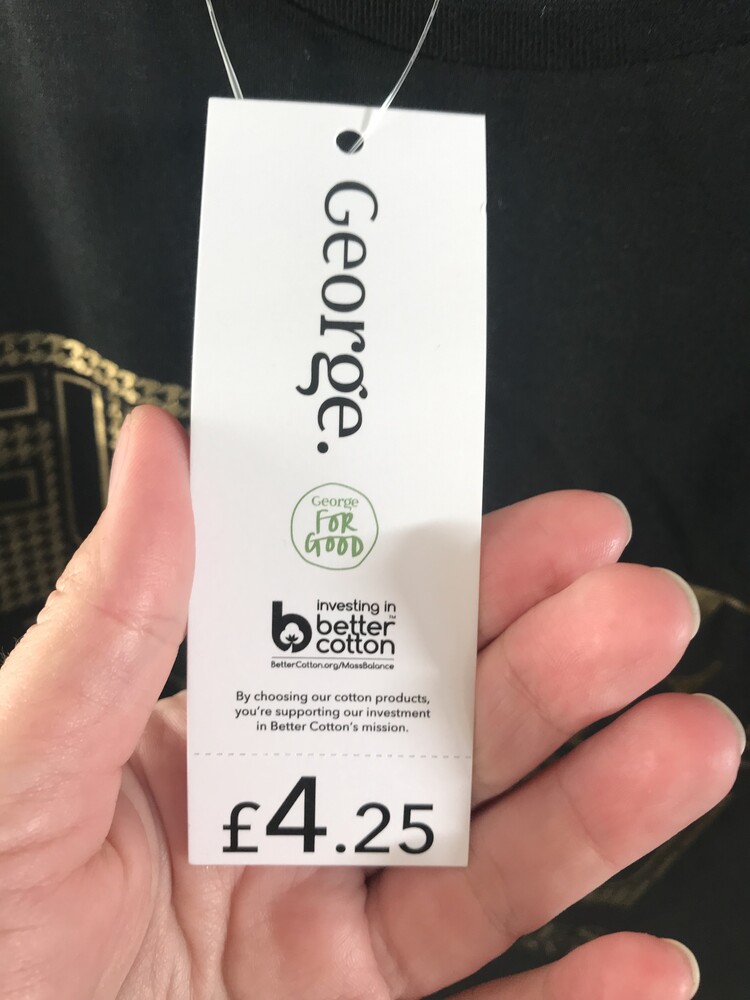 George.
George
FOR
GOOD
investing in
better™
cotton
BetterCotton.org/MassBalance
By choosing our cotton products,
you're supporting our investment
in Better Cotton's mission.
£4.25